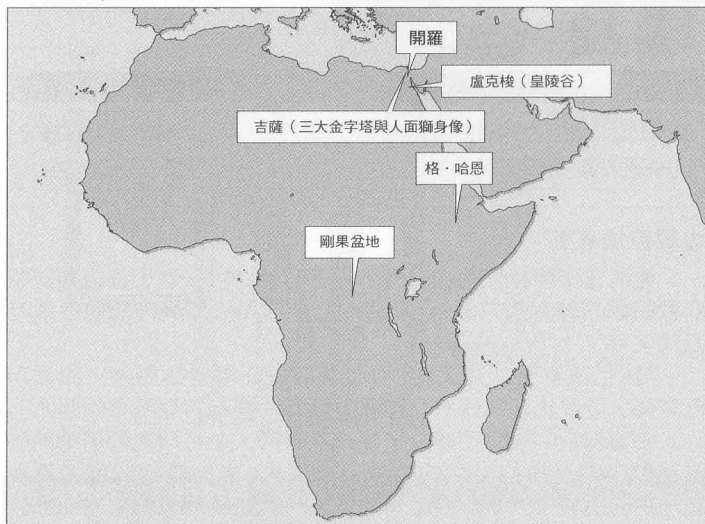 開羅
盧克梭（皇陵谷）
吉薩（三大金字塔與人面獅身像）
格・哈恩
剛果盆地